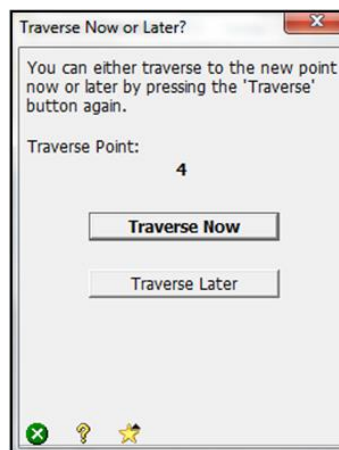 Traverse Now or Later?
You can either traverse to the new point
now or later by pressing the 'Traverse'
button again.
Traverse Point:
4
Traverse Now
Traverse Later